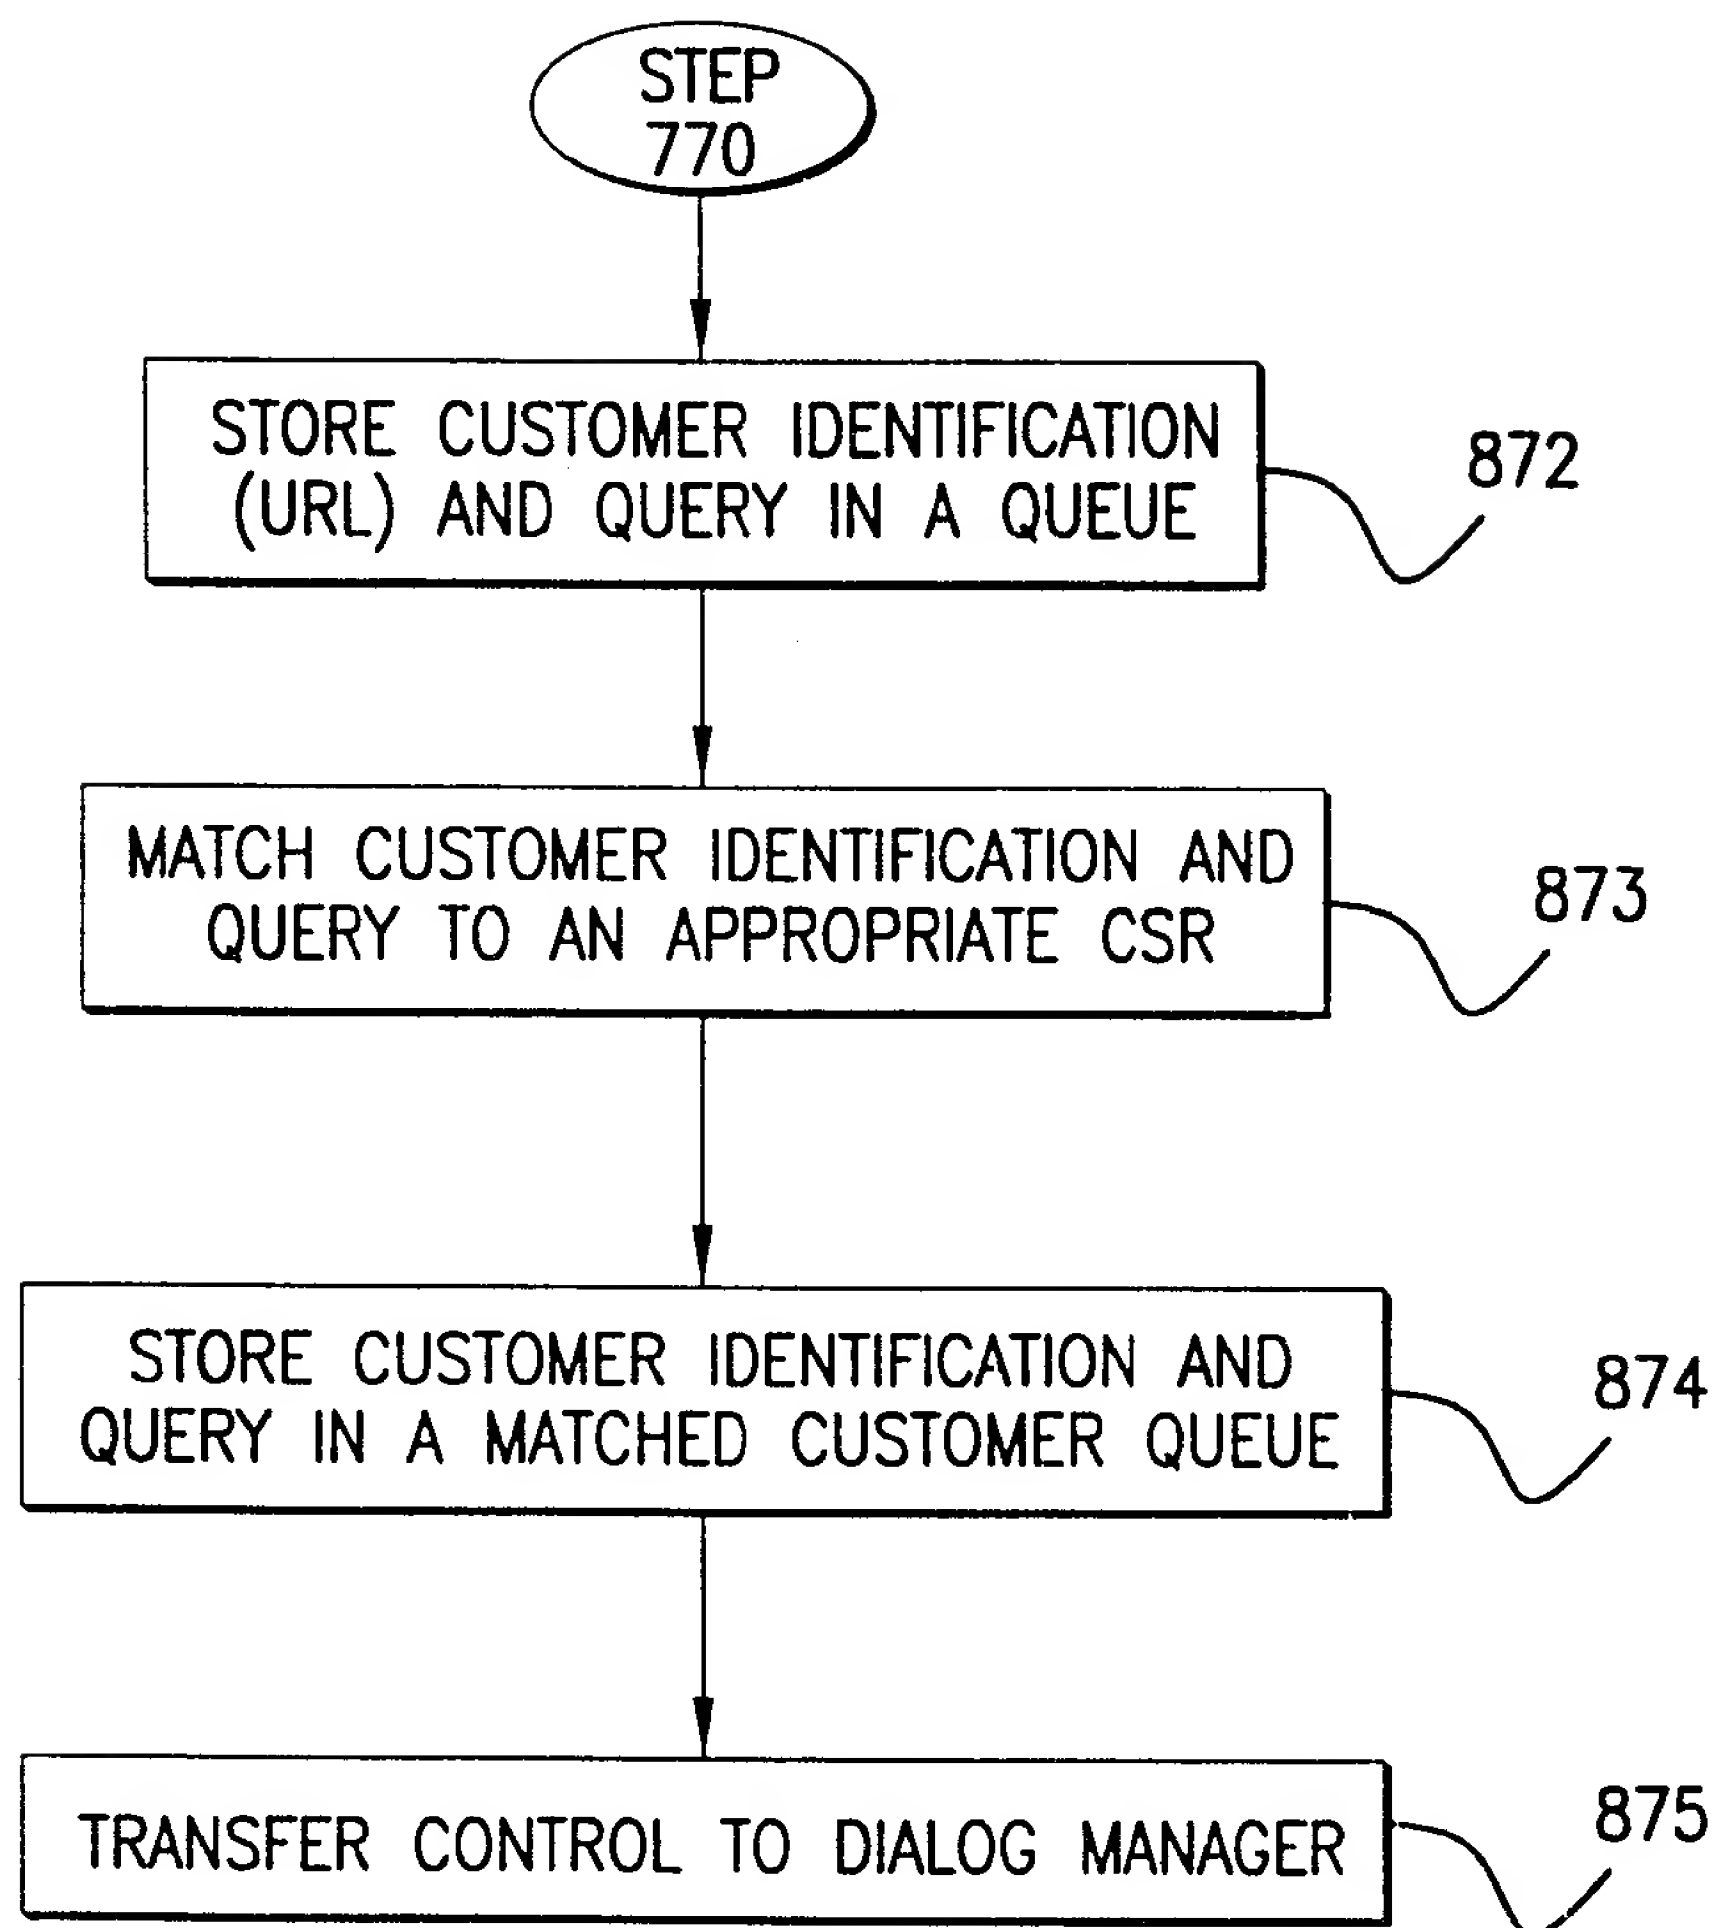 STEP
770
STORE CUSTOMER IDENTIFICATION
(URL) AND QUERY IN A QUEUE
872
MATCH CUSTOMER IDENTIFICATION AND
QUERY TO AN APPROPRIATE CSR
873
STORE CUSTOMER IDENTIFICATION AND
QUERY IN A MATCHED CUSTOMER QUEUE
874
TRANSFER CONTROL TO DIALOG MANAGER
875